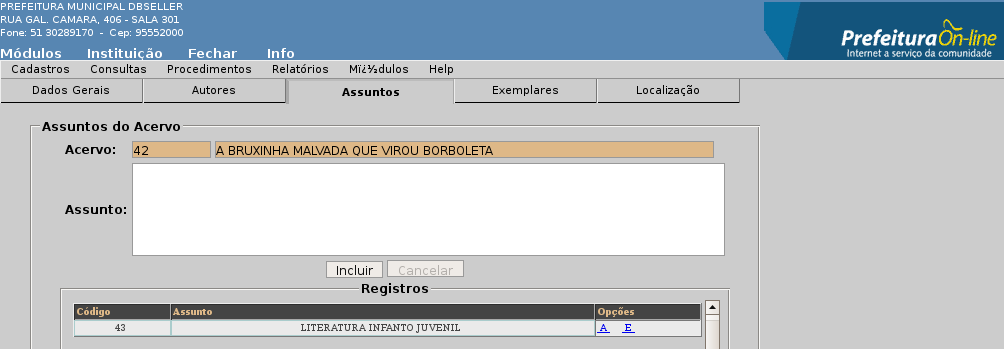 PREFEITURA MUNICIPAL DBSELLER
RUA GAL. CAMARA, 406 - SALA 301
Fone: 51 30289170 - Cep: 95552000
Módulos Instituição Fechar Info
PrefeituraOn-line
Internet a serviço da comunidade
Cadastros Consultas Procedimentos Relatórios Mï¿½dulos Help
Dados Gerais Autores Assuntos Exemplares Localização
Assuntos do Acervo
Acervo: 42 A BRUXINHA MALVADA QUE VIROU BORBOLETA
Assunto:
Incluir Cancelar
Registros
Código Assunto Opções
43 LITERATURA INFANTO JUVENIL A E